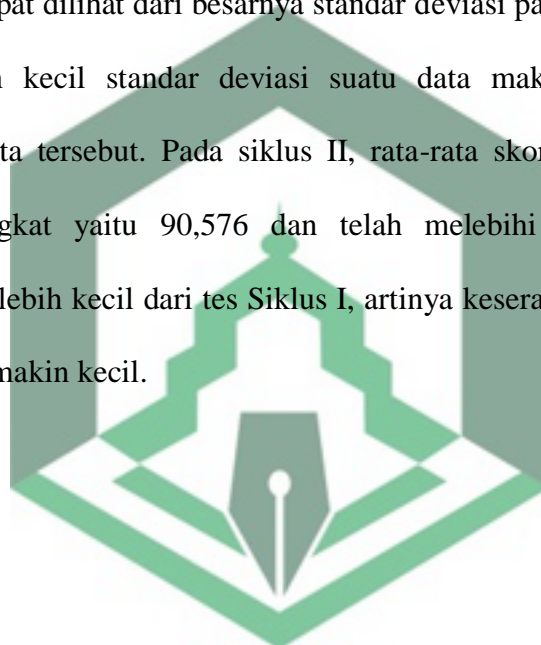 pat dilihat dari besarnya standar deviasi pa
kecil standar deviasi suatu data mak
ta tersebut. Pada siklus II, rata-rata skor
gkat yaitu 90,576 dan telah melebihi
lebih kecil dari tes Siklus I, artinya kesera
makin kecil.